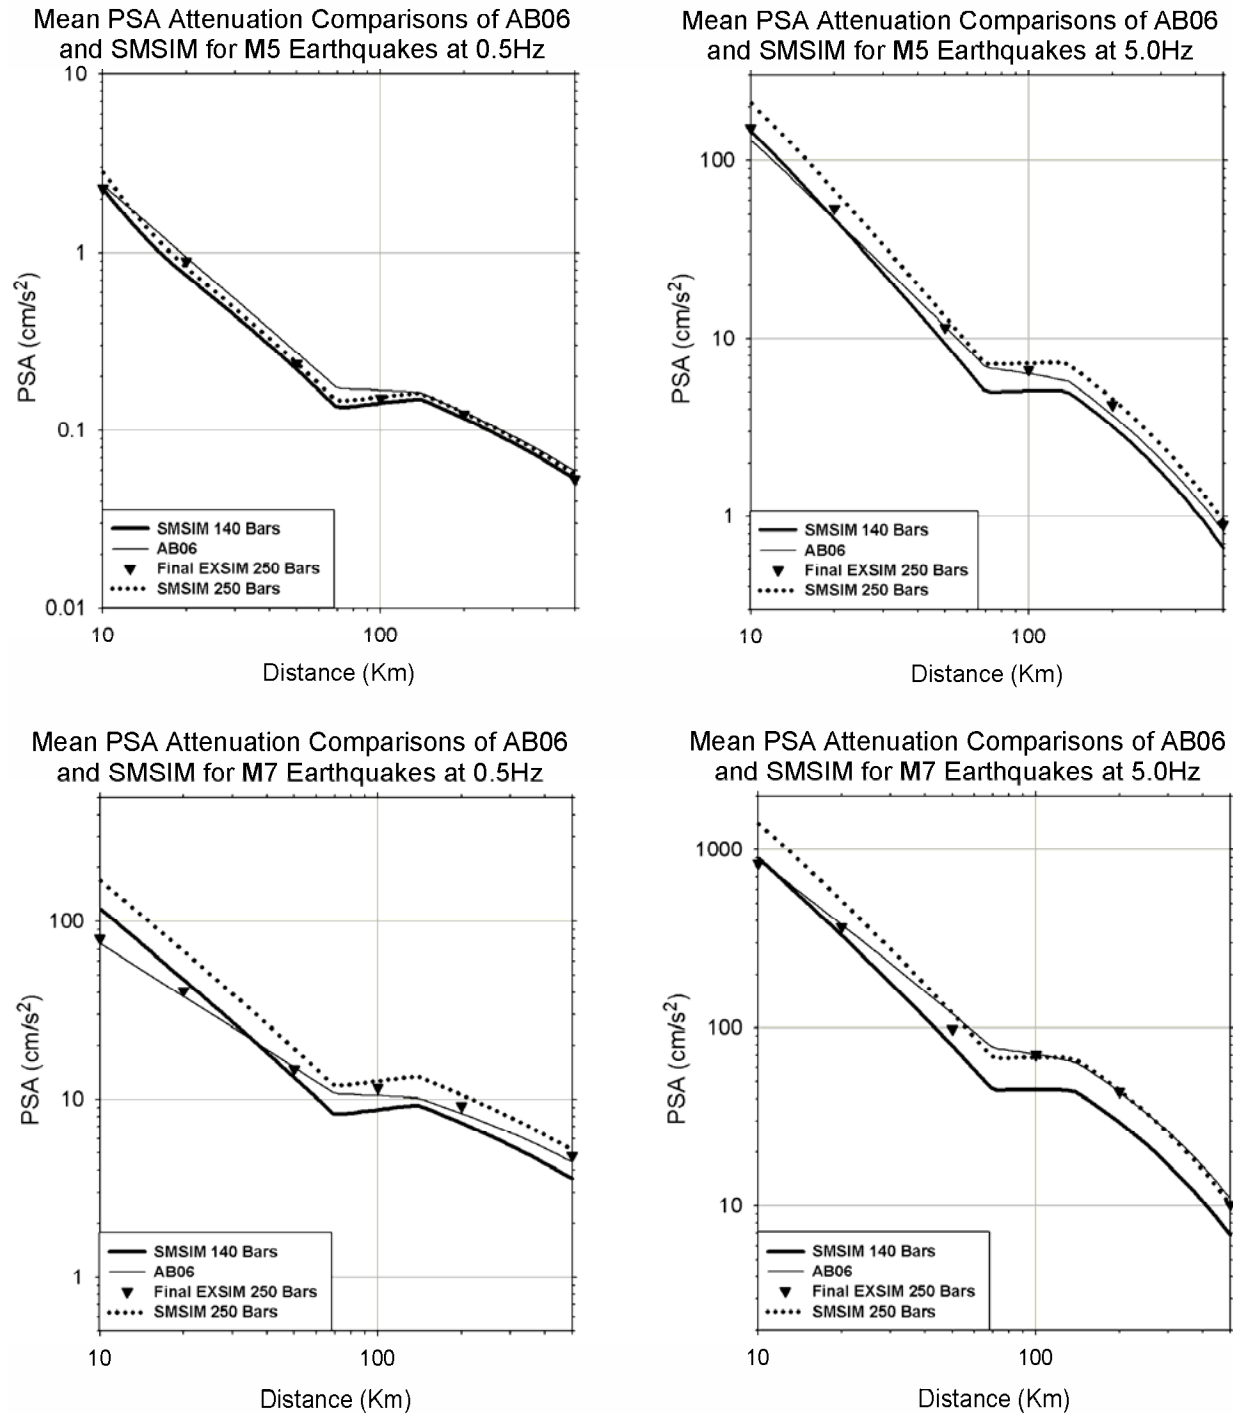 Mean PSA Attenuation Comparisons of AB06
and SMSIM for M5 Earthquakes at 0.5Hz
10
1
0.1
0.01
PSA (cm/s²)
SMSIM 140 Bars
AB06
Final EXSIM 250 Bars
SMSIM 250 Bars
10
100
Distance (Km)
Mean PSA Attenuation Comparisons of AB06
and SMSIM for M5 Earthquakes at 5.0Hz
100
10
1
PSA (cm/s²)
SMSIM 140 Bars
AB06
Final EXSIM 250 Bars
SMSIM 250 Bars
10
100
Distance (Km)
Mean PSA Attenuation Comparisons of AB06
and SMSIM for M7 Earthquakes at 0.5Hz
100
10
1
PSA (cm/s²)
SMSIM 140 Bars
AB06
Final EXSIM 250 Bars
SMSIM 250 Bars
10
100
Distance (Km)
Mean PSA Attenuation Comparisons of AB06
and SMSIM for M7 Earthquakes at 5.0Hz
1000
100
10
PSA (cm/s²)
SMSIM 140 Bars
AB06
Final EXSIM 250 Bars
SMSIM 250 Bars
10
100
Distance (Km)